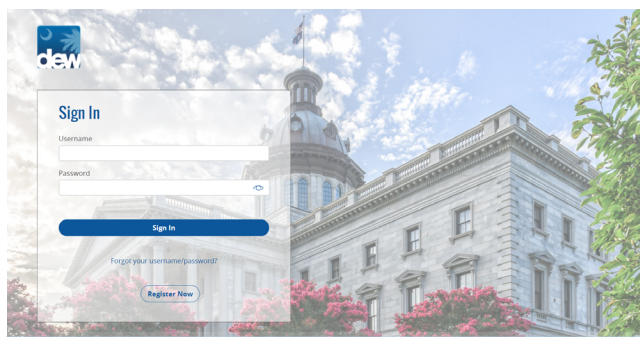 dew
Sign In
Username
Password
Sign In
Forgot your username/password?
Register Now